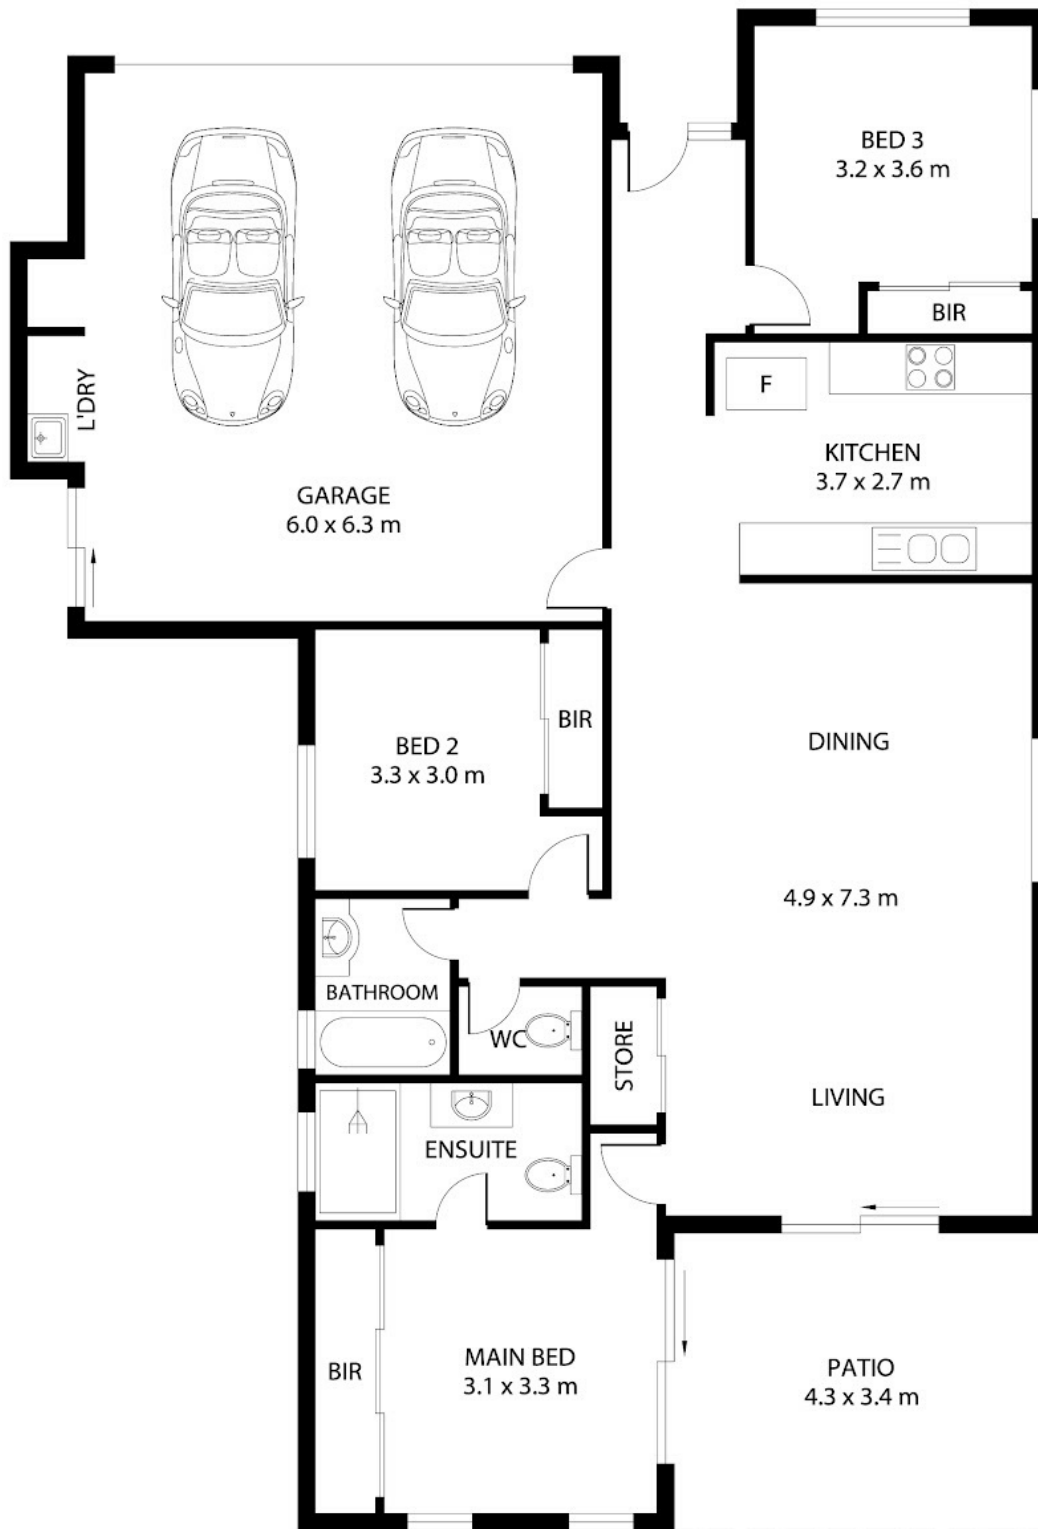 BED 3
3.2 x 3.6 m
BIR
F
L'DRY
KITCHEN
3.7 x 2.7 m
GARAGE
6.0 x 6.3 m
BIR
BED 2
3.3 x 3.0 m
DINING
4.9 x 7.3 m
BATHROOM
WC
STORE
LIVING
ENSUITE
BIR
MAIN BED
3.1 x 3.3 m
PATIO
4.3 x 3.4 m